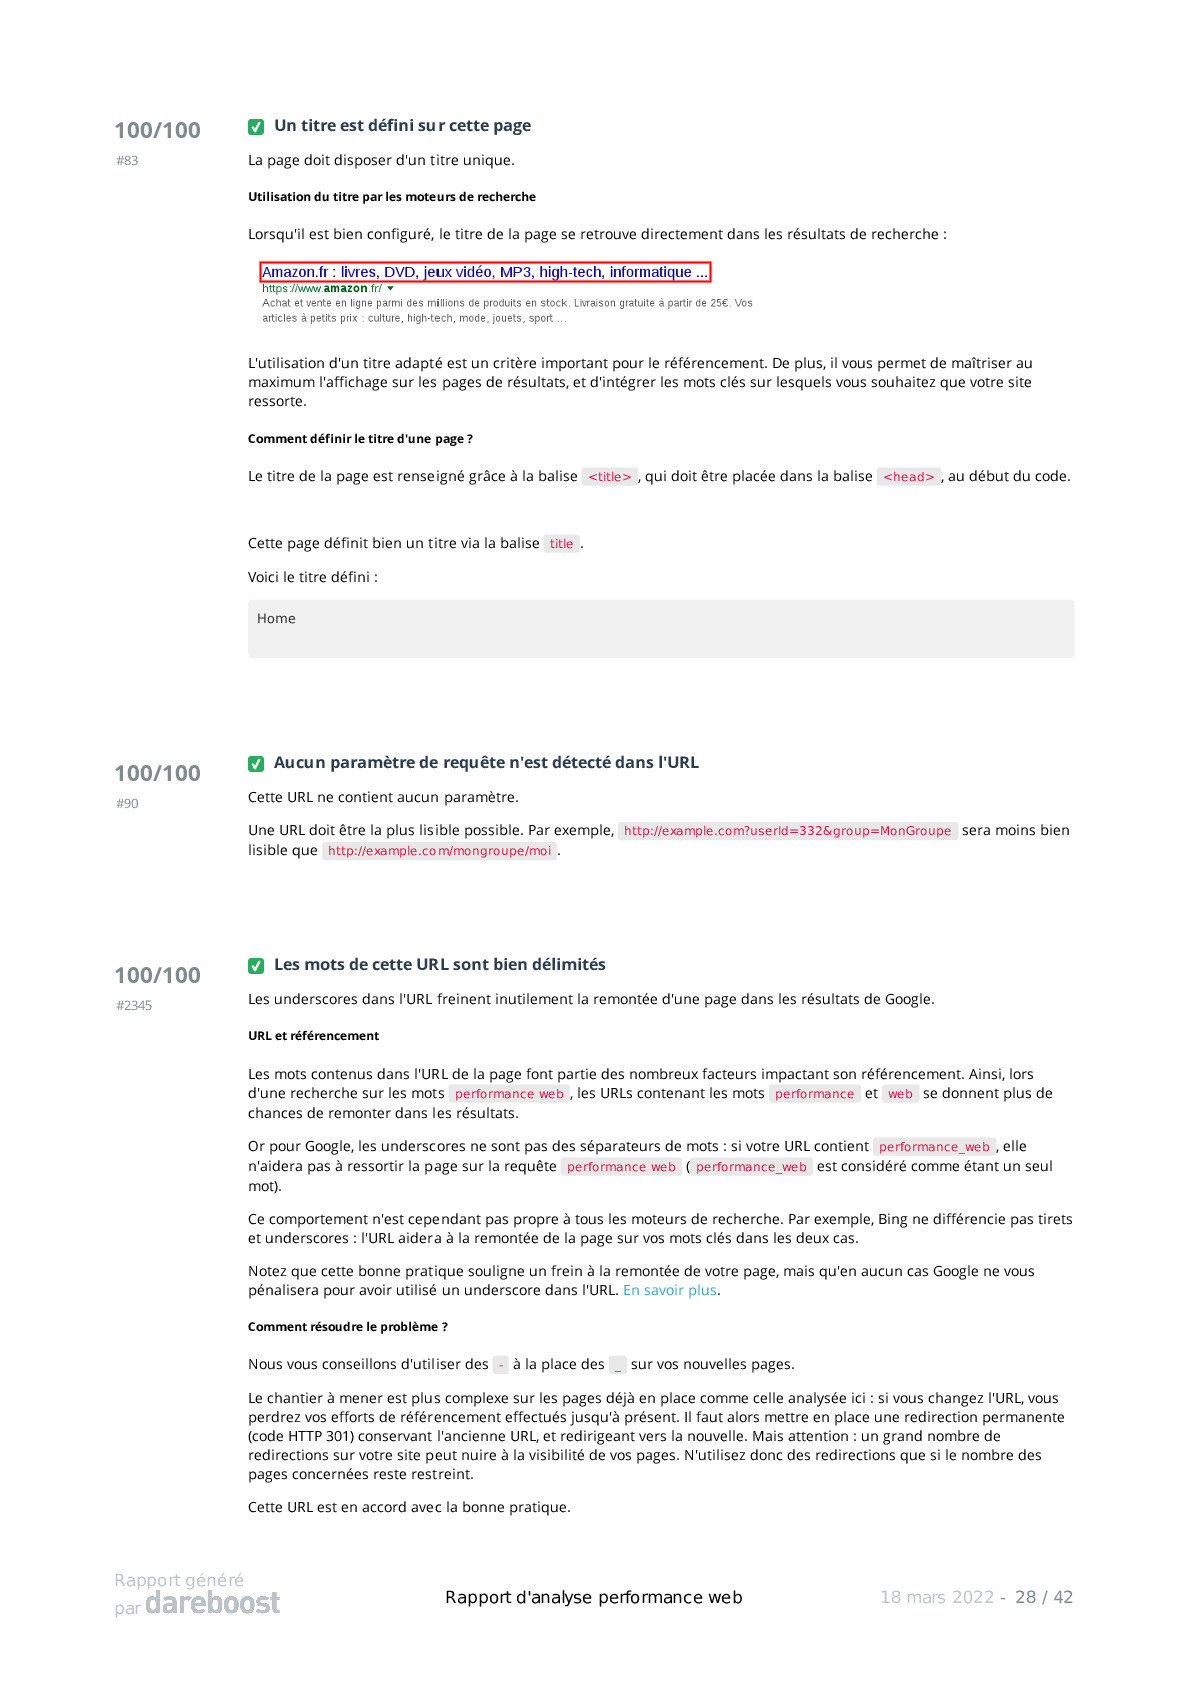 100/100
#83
Un titre est défini sur cette page
La page doit disposer d'un titre unique.
Utilisation du titre par les moteurs de recherche
Lorsqu'il est bien configuré, le titre de la page se retrouve directement dans les résultats de recherche :
Amazon.fr : livres, DVD, jeux vidéo, MP3, high-tech, informatique ...
https://www.amazon.fr/
Achat et vente en ligne parmi des millions de produits en stock. Livraison gratuite à partir de 25€. Vos
articles à petits prix : culture, high-tech, mode, jouets, sport ...
L'utilisation d'un titre adapté est un critère important pour le référencement. De plus, il vous permet de maîtriser au
maximum l'affichage sur les pages de résultats, et d'intégrer les mots clés sur lesquels vous souhaitez que votre site
ressorte.
Comment définir le titre d'une page ?
Le titre de la page est renseigné grâce à la balise <title> , qui doit être placée dans la balise <head> , au début du code.
Cette page définit bien un titre via la balise title .
Voici le titre défini :
Home
100/100
#90
Aucun paramètre de requête n'est détecté dans l'URL
Cette URL ne contient aucun paramètre.
Une URL doit être la plus lisible possible. Par exemple, http://example.com?userId=332&group=MonGroupe sera moins bien
lisible que http://example.com/mongroupe/moi .
100/100
#2345
Les mots de cette URL sont bien délimités
Les underscores dans l'URL freinent inutilement la remontée d'une page dans les résultats de Google.
URL et référencement
Les mots contenus dans l'URL de la page font partie des nombreux facteurs impactant son référencement. Ainsi, lors
d'une recherche sur les mots performance web , les URLs contenant les mots performance et web se donnent plus de
chances de remonter dans les résultats.
Or pour Google, les underscores ne sont pas des séparateurs de mots : si votre URL contient performance_web , elle
n'aidera pas à ressortir la page sur la requête performance web ( performance_web est considéré comme étant un seul
mot).
Ce comportement n'est cependant pas propre à tous les moteurs de recherche. Par exemple, Bing ne différencie pas tirets
et underscores : l'URL aidera à la remontée de la page sur vos mots clés dans les deux cas.
Notez que cette bonne pratique souligne un frein à la remontée de votre page, mais qu'en aucun cas Google ne vous
pénalisera pour avoir utilisé un underscore dans l'URL. En savoir plus.
Comment résoudre le problème ?
Nous vous conseillons d'utiliser des - à la place des _ sur vos nouvelles pages.
Le chantier à mener est plus complexe sur les pages déjà en place comme celle analysée ici : si vous changez l'URL, vous
perdrez vos efforts de référencement effectués jusqu'à présent. Il faut alors mettre en place une redirection permanente
(code HTTP 301) conservant l'ancienne URL, et redirigeant vers la nouvelle. Mais attention : un grand nombre de
redirections sur votre site peut nuire à la visibilité de vos pages. N'utilisez donc des redirections que si le nombre des
pages concernées reste restreint.
Cette URL est en accord avec la bonne pratique.
Rapport généré
par dareboost
Rapport d'analyse performance web
18 mars 2022 - 28 / 42